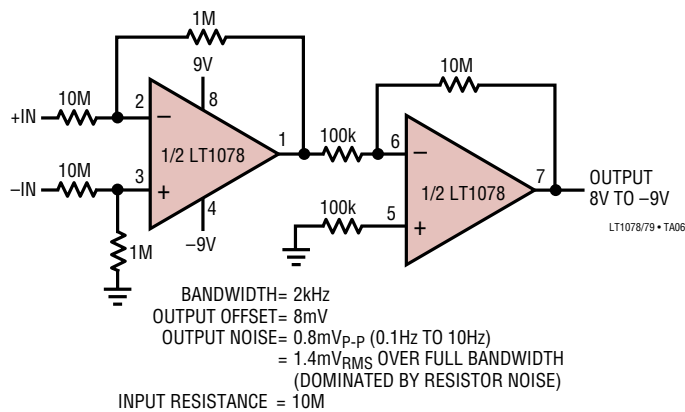 1M
9V
10M
10M
+IN
2
–
8
1/2 LT1078
1
100k
6
–
10M
–IN
3
+
4
–9V
1M
1/2 LT1078
7
OUTPUT
8V TO –9V
100k
5
+
LT1078/79 • TA06
BANDWIDTH= 2kHz
OUTPUT OFFSET= 8mV
OUTPUT NOISE= 0.8mVP-P (0.1Hz TO 10Hz)
= 1.4mVRMS OVER FULL BANDWIDTH
(DOMINATED BY RESISTOR NOISE)
INPUT RESISTANCE = 10M